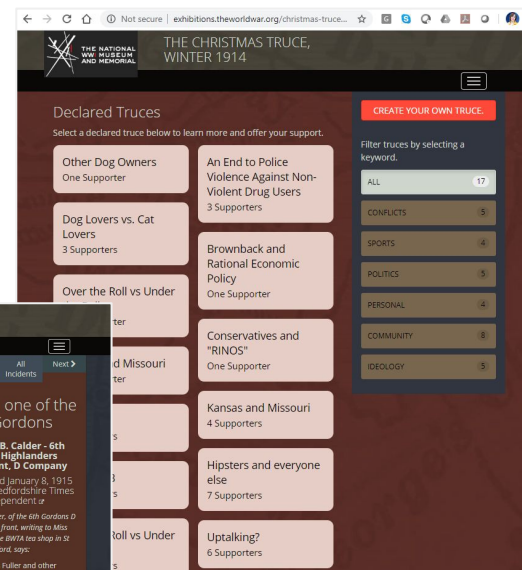 Not secure | exhibitions.theworldwar.org/christmas-truce...
THE NATIONAL
WWI MUSEUM
AND MEMORIAL
THE CHRISTMAS TRUCE,
WINTER 1914
Declared Truces
Select a declared truce below to learn more and offer your support.
Other Dog Owners
One Supporter
Dog Lovers vs. Cat
Lovers
3 Supporters
Over the Roll vs Under
d Missouri
An End to Police
Violence Against Non-
Violent Drug Users
3 Supporters
Brownback and
Rational Economic
Policy
One Supporter
Conservatives and
"RINOS"
One Supporter
Kansas and Missouri
4 Supporters
Hipsters and everyone
else
7 Supporters
Uptalking?
6 Supporters
Roll vs Under
CREATE YOUR OWN TRUCE.
Filter truces by selecting a
keyword.
ALL 17
CONFLICTS 5
SPORTS 4
POLITICS 5
PERSONAL 4
COMMUNITY 8
IDEOLOGY 5
All
Incidents
Next
one of the
Gordons
B. Calder - 6th
Highlanders
nt, D Company
d January 8, 1915
edfordshire Times
pendent
er, of the 6th Gordons D
front, writing to Miss
e BWTA tea shop in St
ord, says:
Fuller and other